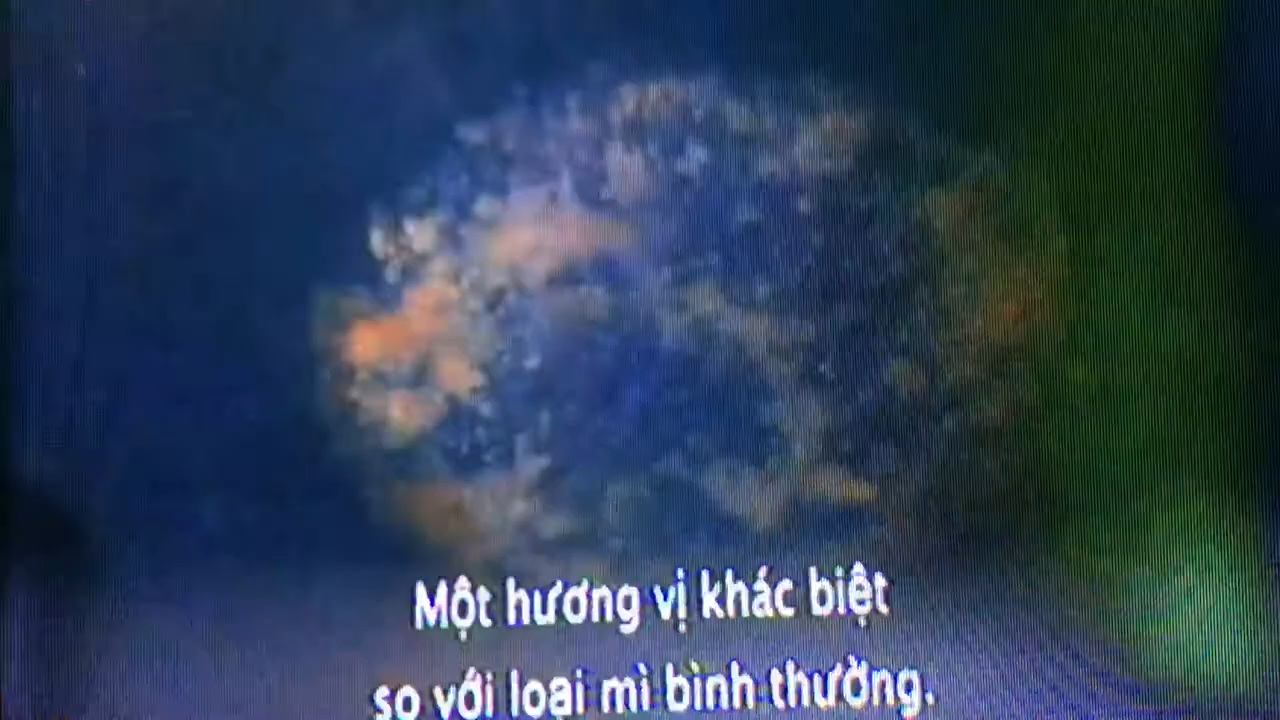 Một hương vị khác biệt
so với loại mì bình thường.